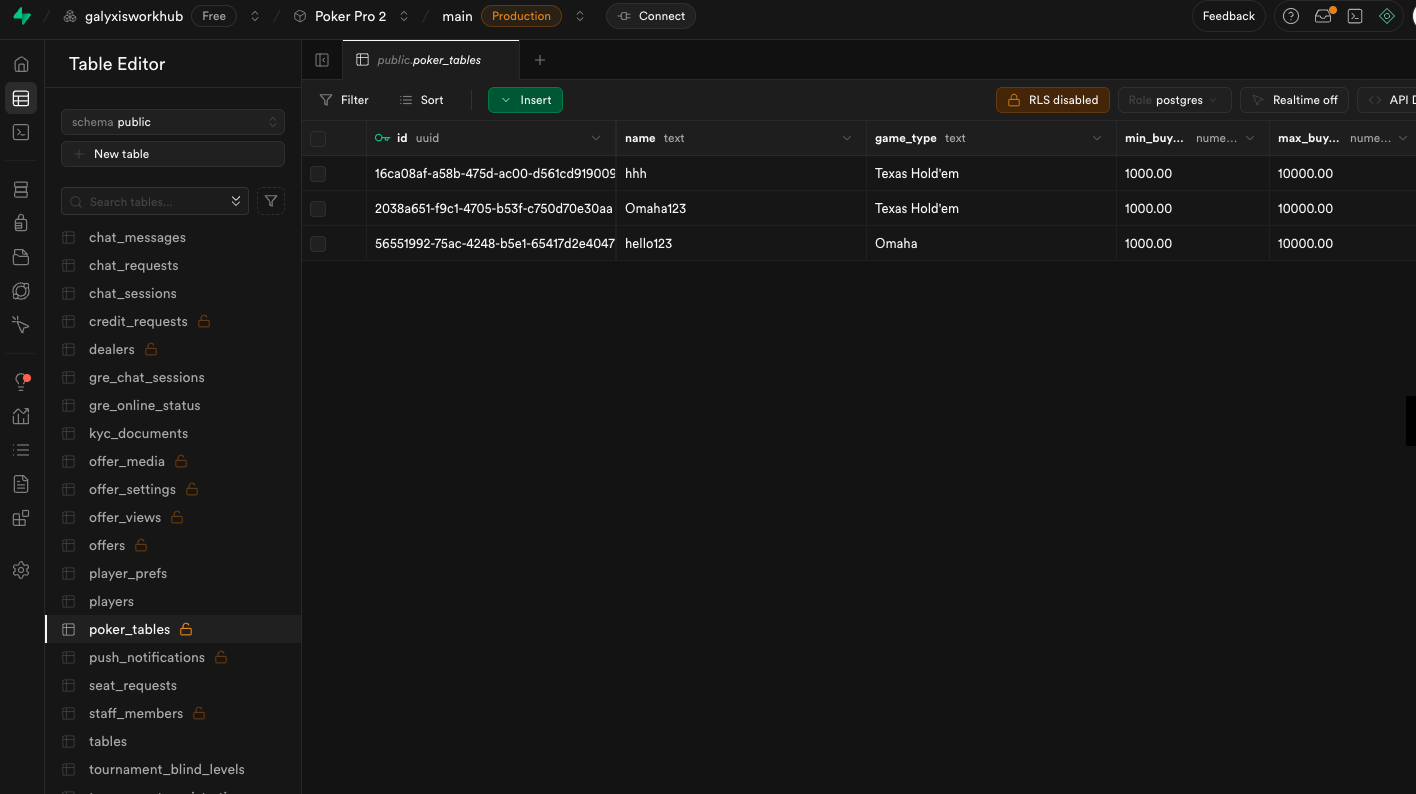 galyxisworkhub Free Poker Pro 2 main Production Connect Feedback
Table Editor
public.poker_tables
Filter Sort Insert RLS disabled Role postgres Realtime off API D
schema public
New table
Search tables...
id uuid name text game_type text min_buy... nume... max_buy... nume...
16ca08af-a58b-475d-ac00-d561cd919009 hhh Texas Hold'em 1000.00 10000.00
2038a651-f9c1-4705-b53f-c750d70e30aa Omaha123 Texas Hold'em 1000.00 10000.00
56551992-75ac-4248-b5e1-65417d2e4047 hello123 Omaha 1000.00 10000.00
chat_messages
chat_requests
chat_sessions
credit_requests
dealers
gre_chat_sessions
gre_online_status
kyc_documents
offer_media
offer_settings
offer_views
offers
player_prefs
players
poker_tables
push_notifications
seat_requests
staff_members
tables
tournament_blind_levels